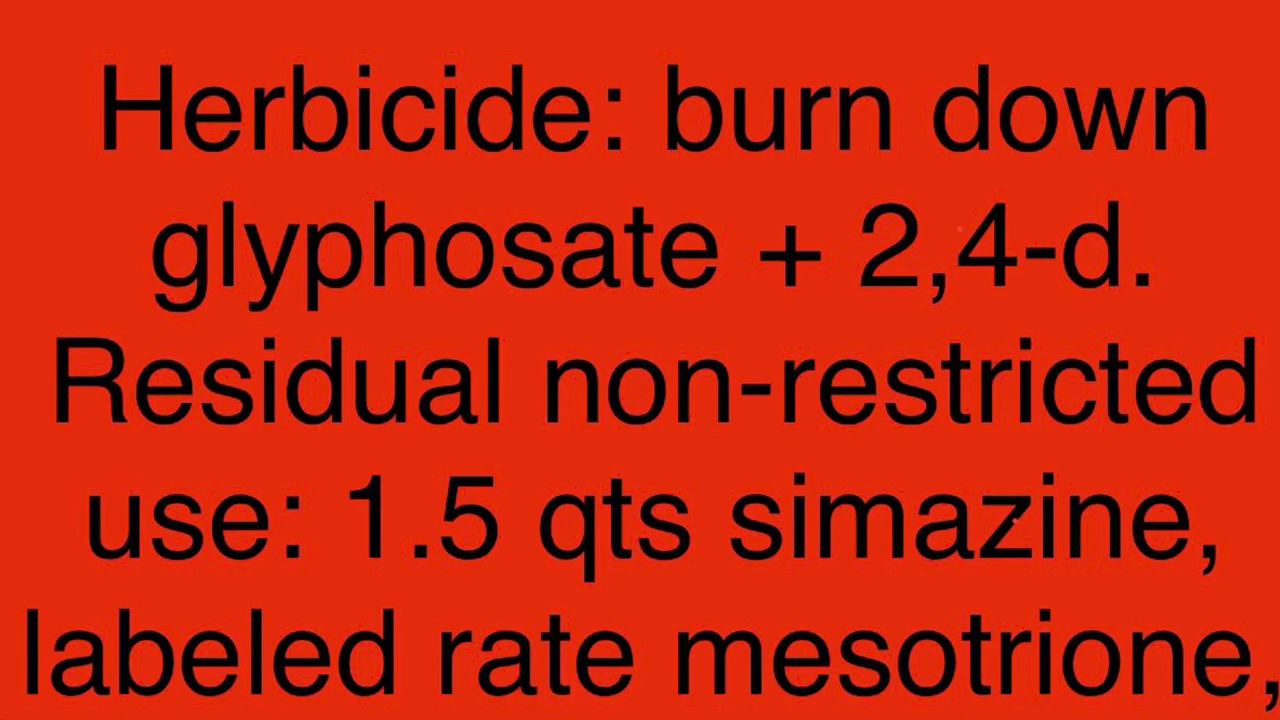 Herbicide: burn down
glyphosate + 2,4-d.
Residual non-restricted
use: 1.5 qts simazine,
labeled rate mesotrione,